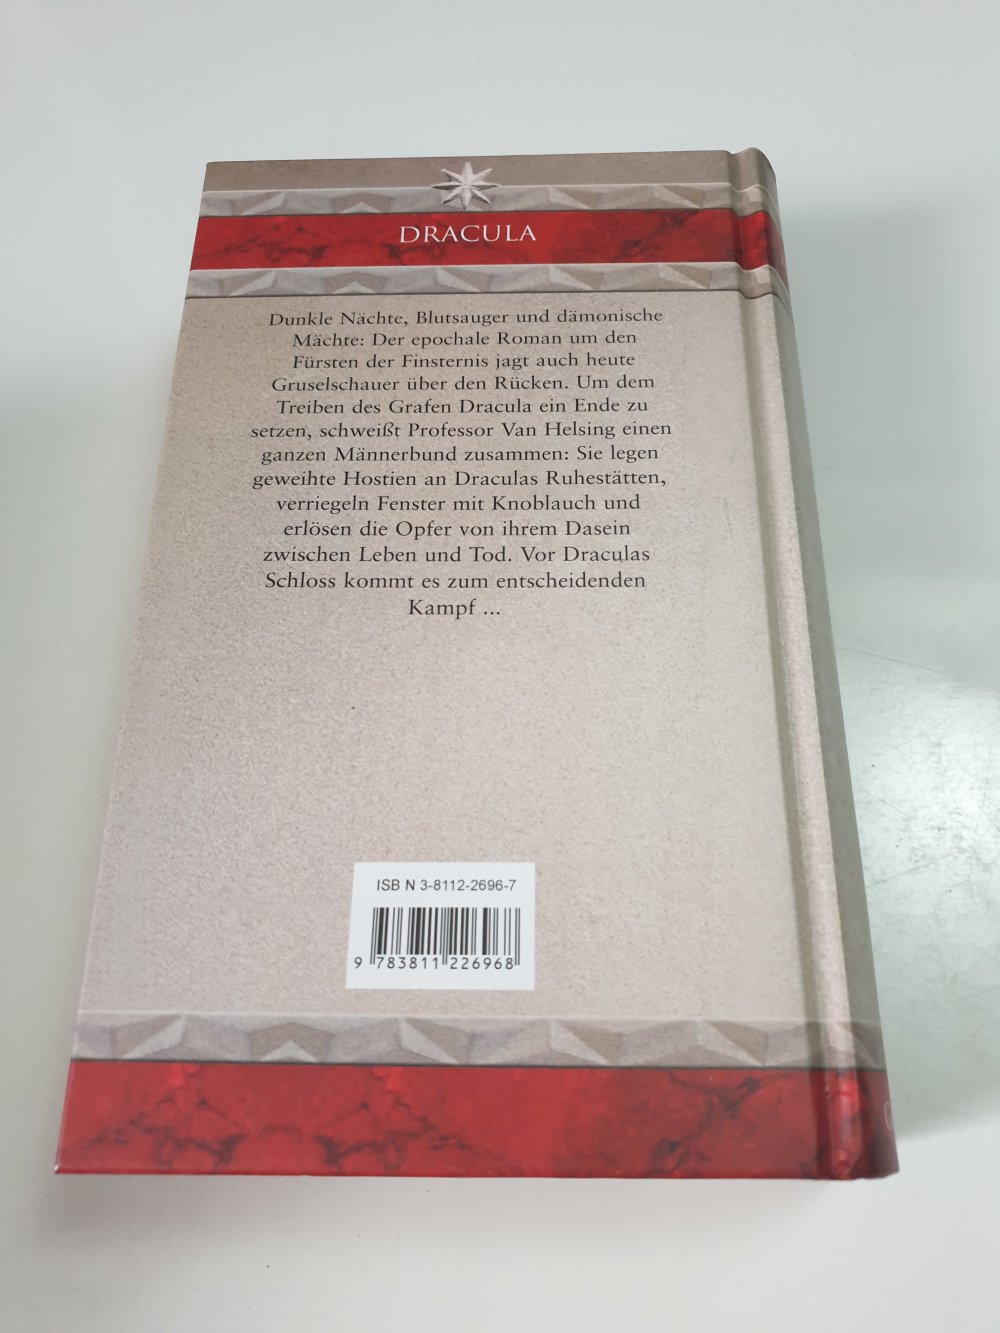 DRACULA
Dunkle Nächte, Blutsauger und dämonische
Mächte: Der epochale Roman um den
Fürsten der Finsternis jagt auch heute
Gruselschauer über den Rücken. Um dem
Treiben des Grafen Dracula ein Ende zu
setzen, schweißt Professor Van Helsing einen
ganzen Männerbund zusammen: Sie legen
geweihte Hostien an Draculas Ruhestätten,
verriegeln Fenster mit Knoblauch und
erlösen die Opfer von ihrem Dasein
zwischen Leben und Tod. Vor Draculas
Schloss kommt es zum entscheidenden
Kampf ...
ISB N 3-8112-2696-7
9 783811 226968